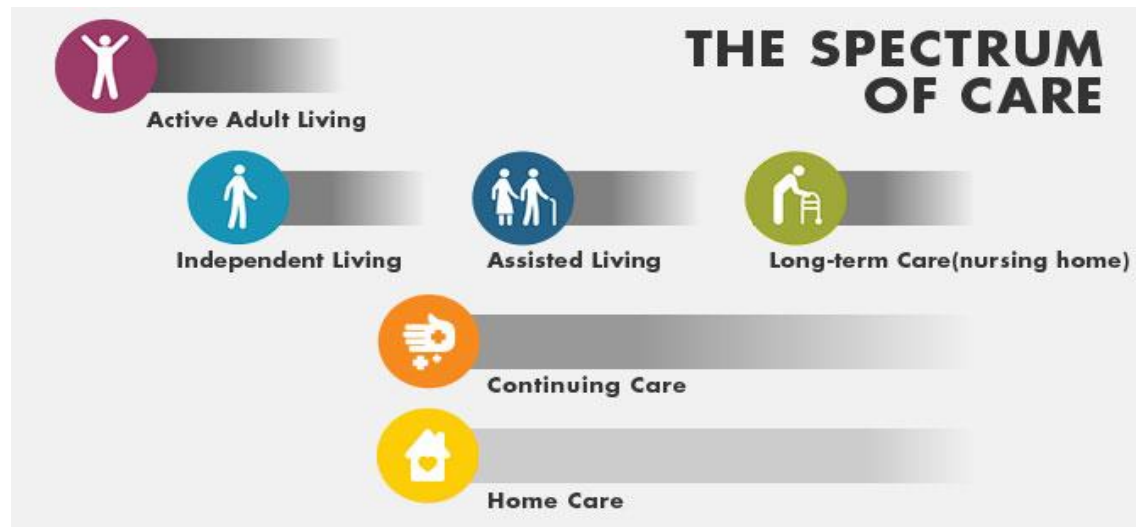 THE SPECTRUM
OF CARE
Active Adult Living
Independent Living
Assisted Living
Long-term Care(nursing home)
Continuing Care
Home Care